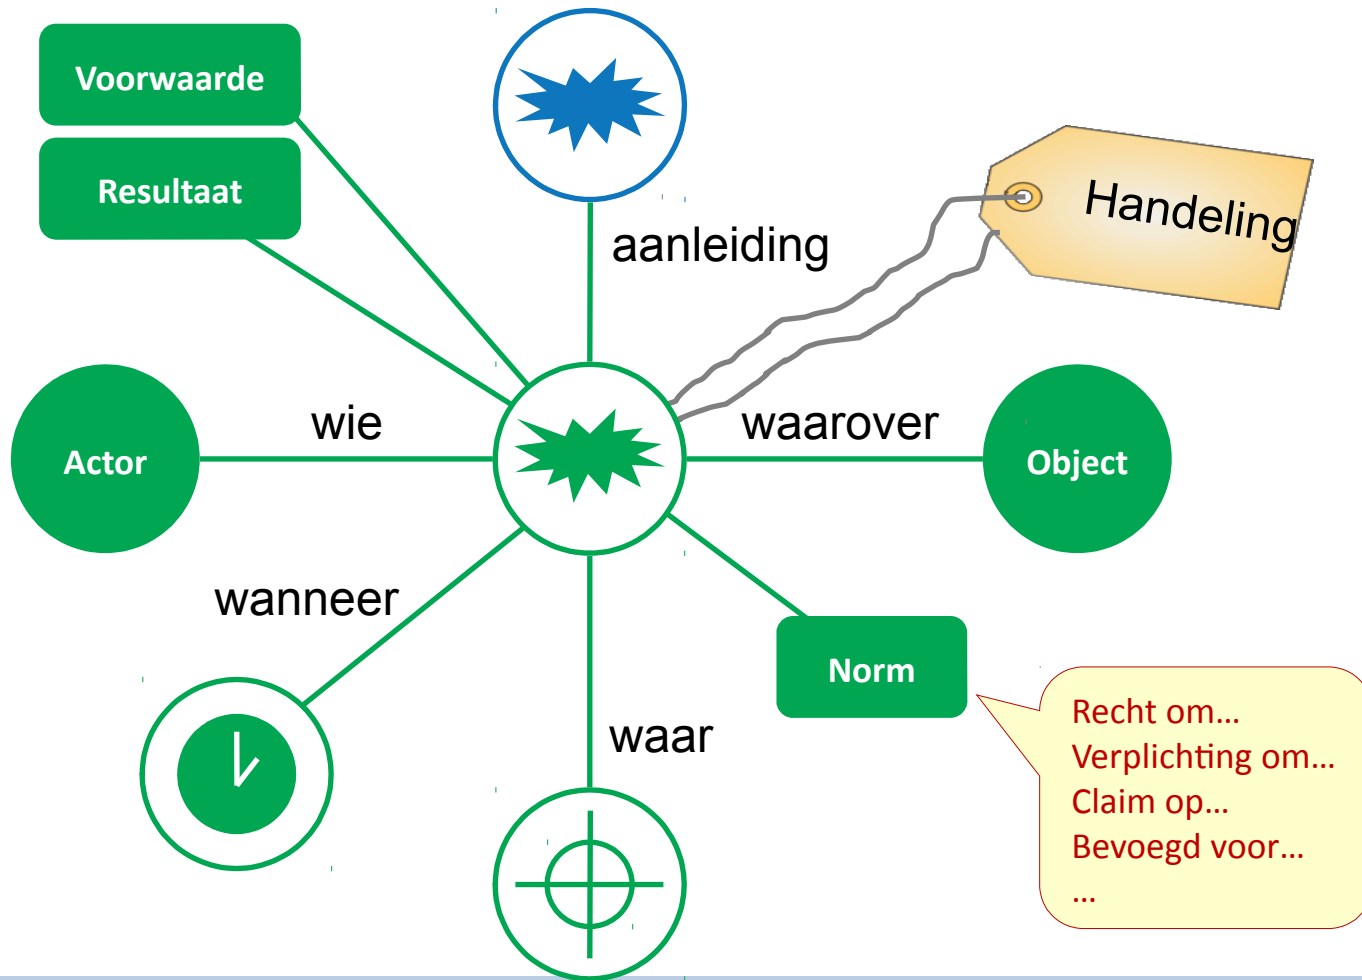 Voorwaarde
Resultaat
aanleiding
Handeling
wie
waarover
Actor
Object
wanneer
Norm
waar
Recht om...
Verplichting om...
Claim op...
Bevoegd voor...
...